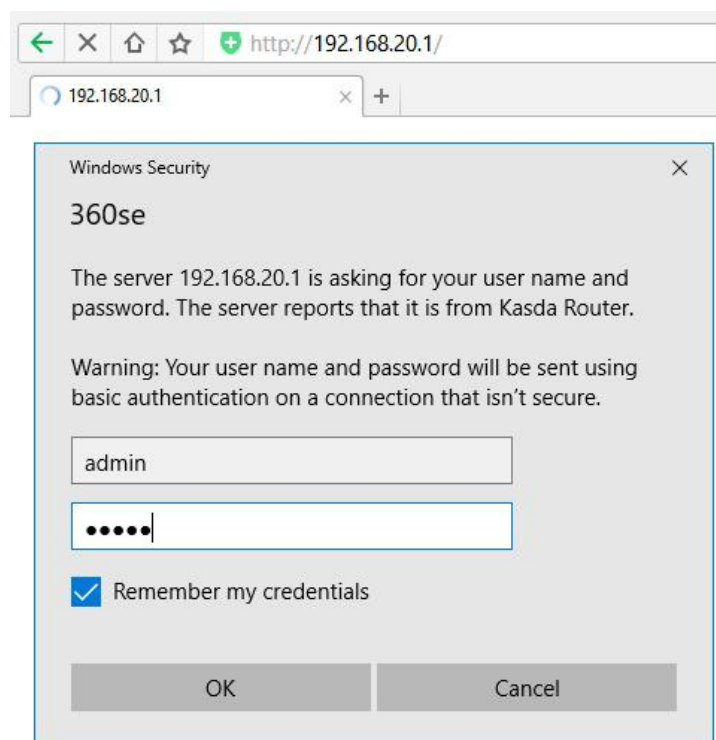 http://192.168.20.1/
192.168.20.1
Windows Security
360se
The server 192.168.20.1 is asking for your user name and
password. The server reports that it is from Kasda Router.
Warning: Your user name and password will be sent using
basic authentication on a connection that isn't secure.
admin
•••••
Remember my credentials
OK Cancel